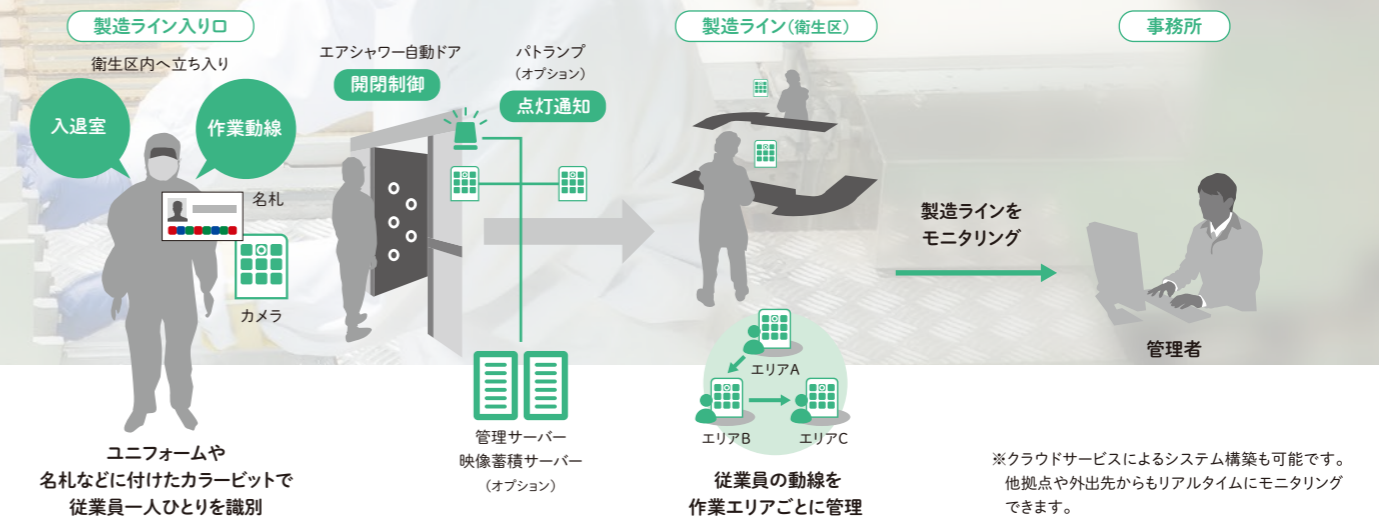 製造ライン入り口
衛生区内へ立ち入り
入退室
作業動線
名札
カメラ
ユニフォームや
名札などに付けたカラービットで
従業員一人ひとりを識別
エアシャワー自動ドア
開閉制御
パトランプ
（オプション）
点灯通知
管理サーバー
映像蓄積サーバー
（オプション）
製造ライン（衛生区）
エリアA
エリアB
エリアC
従業員の動線を
作業エリアごとに管理
製造ラインを
モニタリング
事務所
管理者
※クラウドサービスによるシステム構築も可能です。
他拠点や外出先からもリアルタイムにモニタリング
できます。